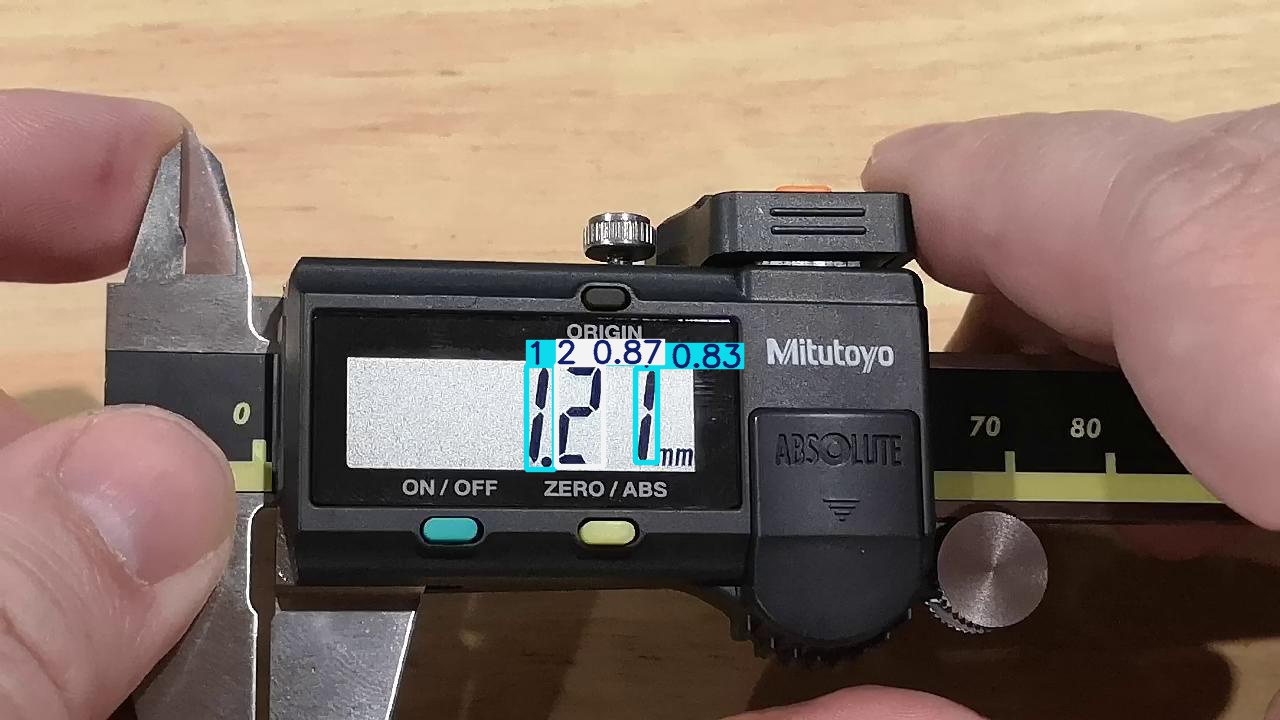 ORIGIN
1 2 0.87 0.83
Mitutoyo
1.21 mm
0
70 80
ABSOLUTE
ON / OFF ZERO / ABS